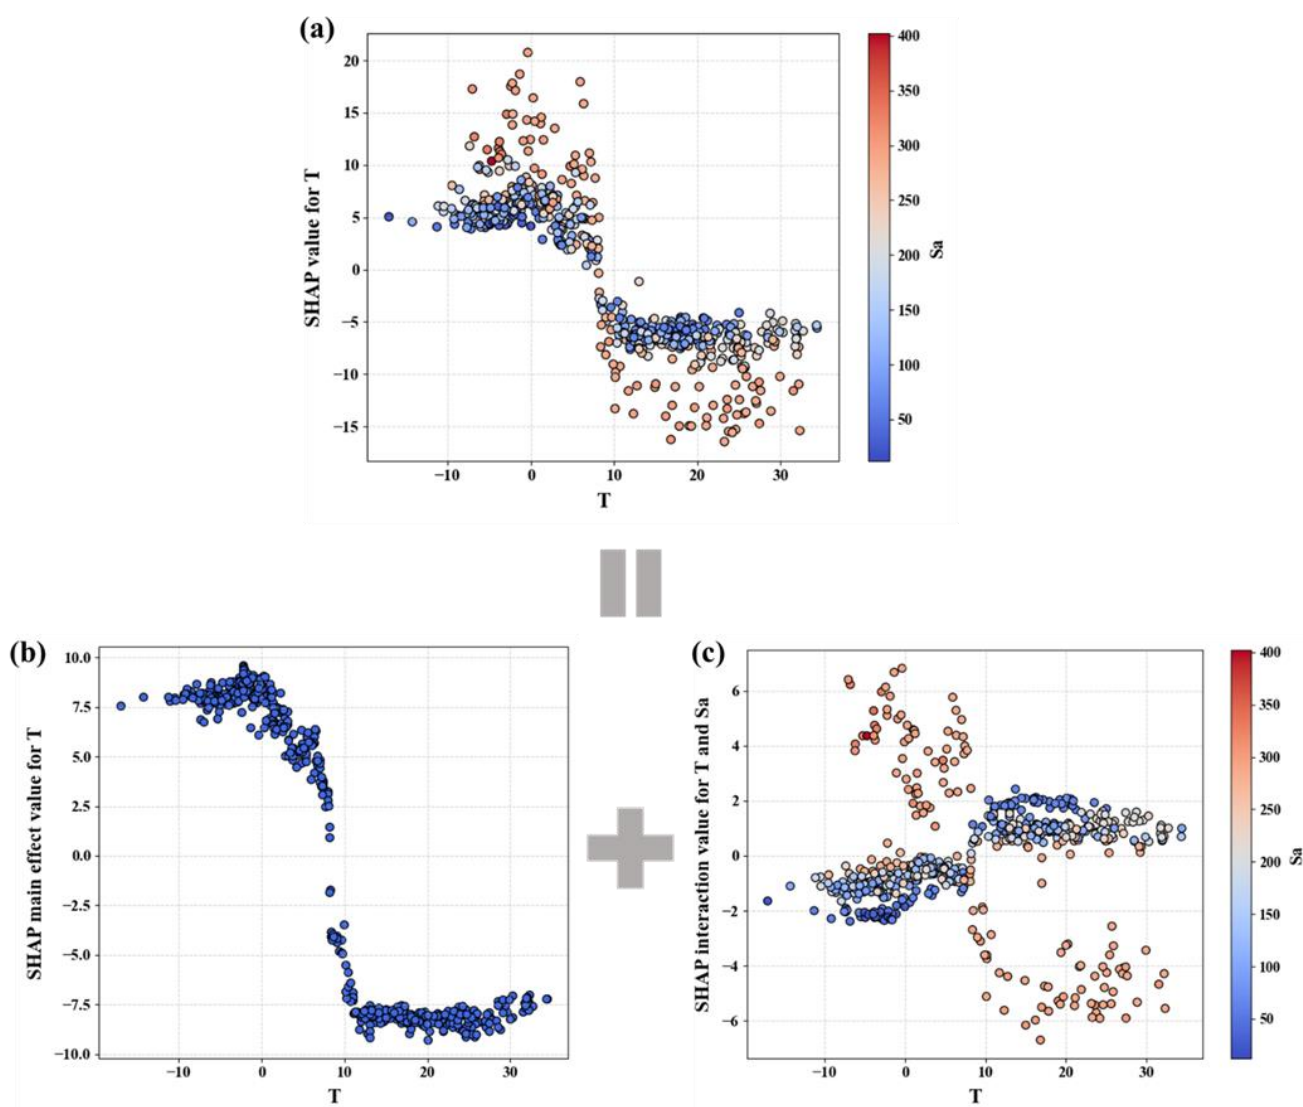 (a)
SHAP value for T
20
15
10
5
0
−5
−10
−15
−10 0 10 20 30
T
400
350
300
250
200
150
100
50
Sa
(b)
SHAP main effect value for T
10.0
7.5
5.0
2.5
0.0
−2.5
−5.0
−7.5
−10.0
−10 0 10 20 30
T
(c)
SHAP interaction value for T and Sa
6
4
2
0
−2
−4
−6
−10 0 10 20 30
T
400
350
300
250
200
150
100
50
Sa